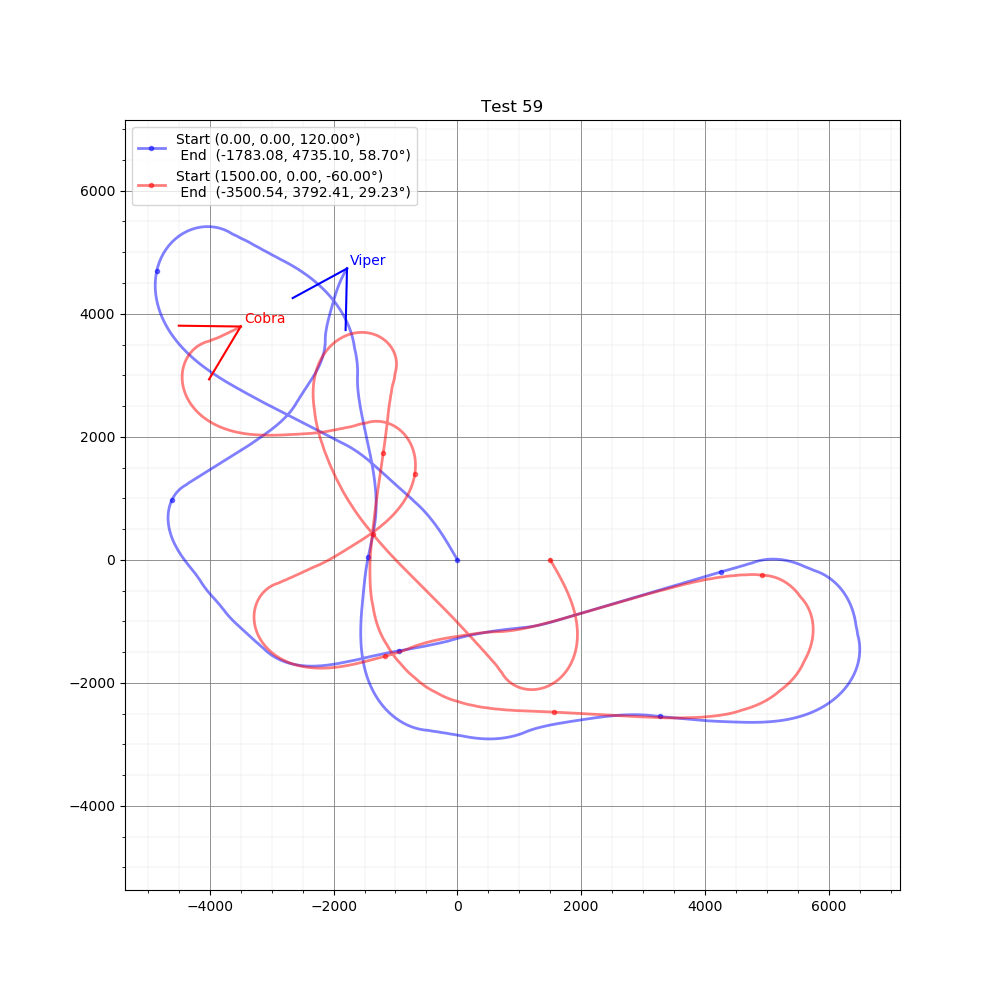 Test 59
Start (0.00, 0.00, 120.00°)
End (-1783.08, 4735.10, 58.70°)
Start (1500.00, 0.00, -60.00°)
End (-3500.54, 3792.41, 29.23°)
6000
Viper
4000
Cobra
2000
0
−2000
−4000
−4000 −2000 0 2000 4000 6000